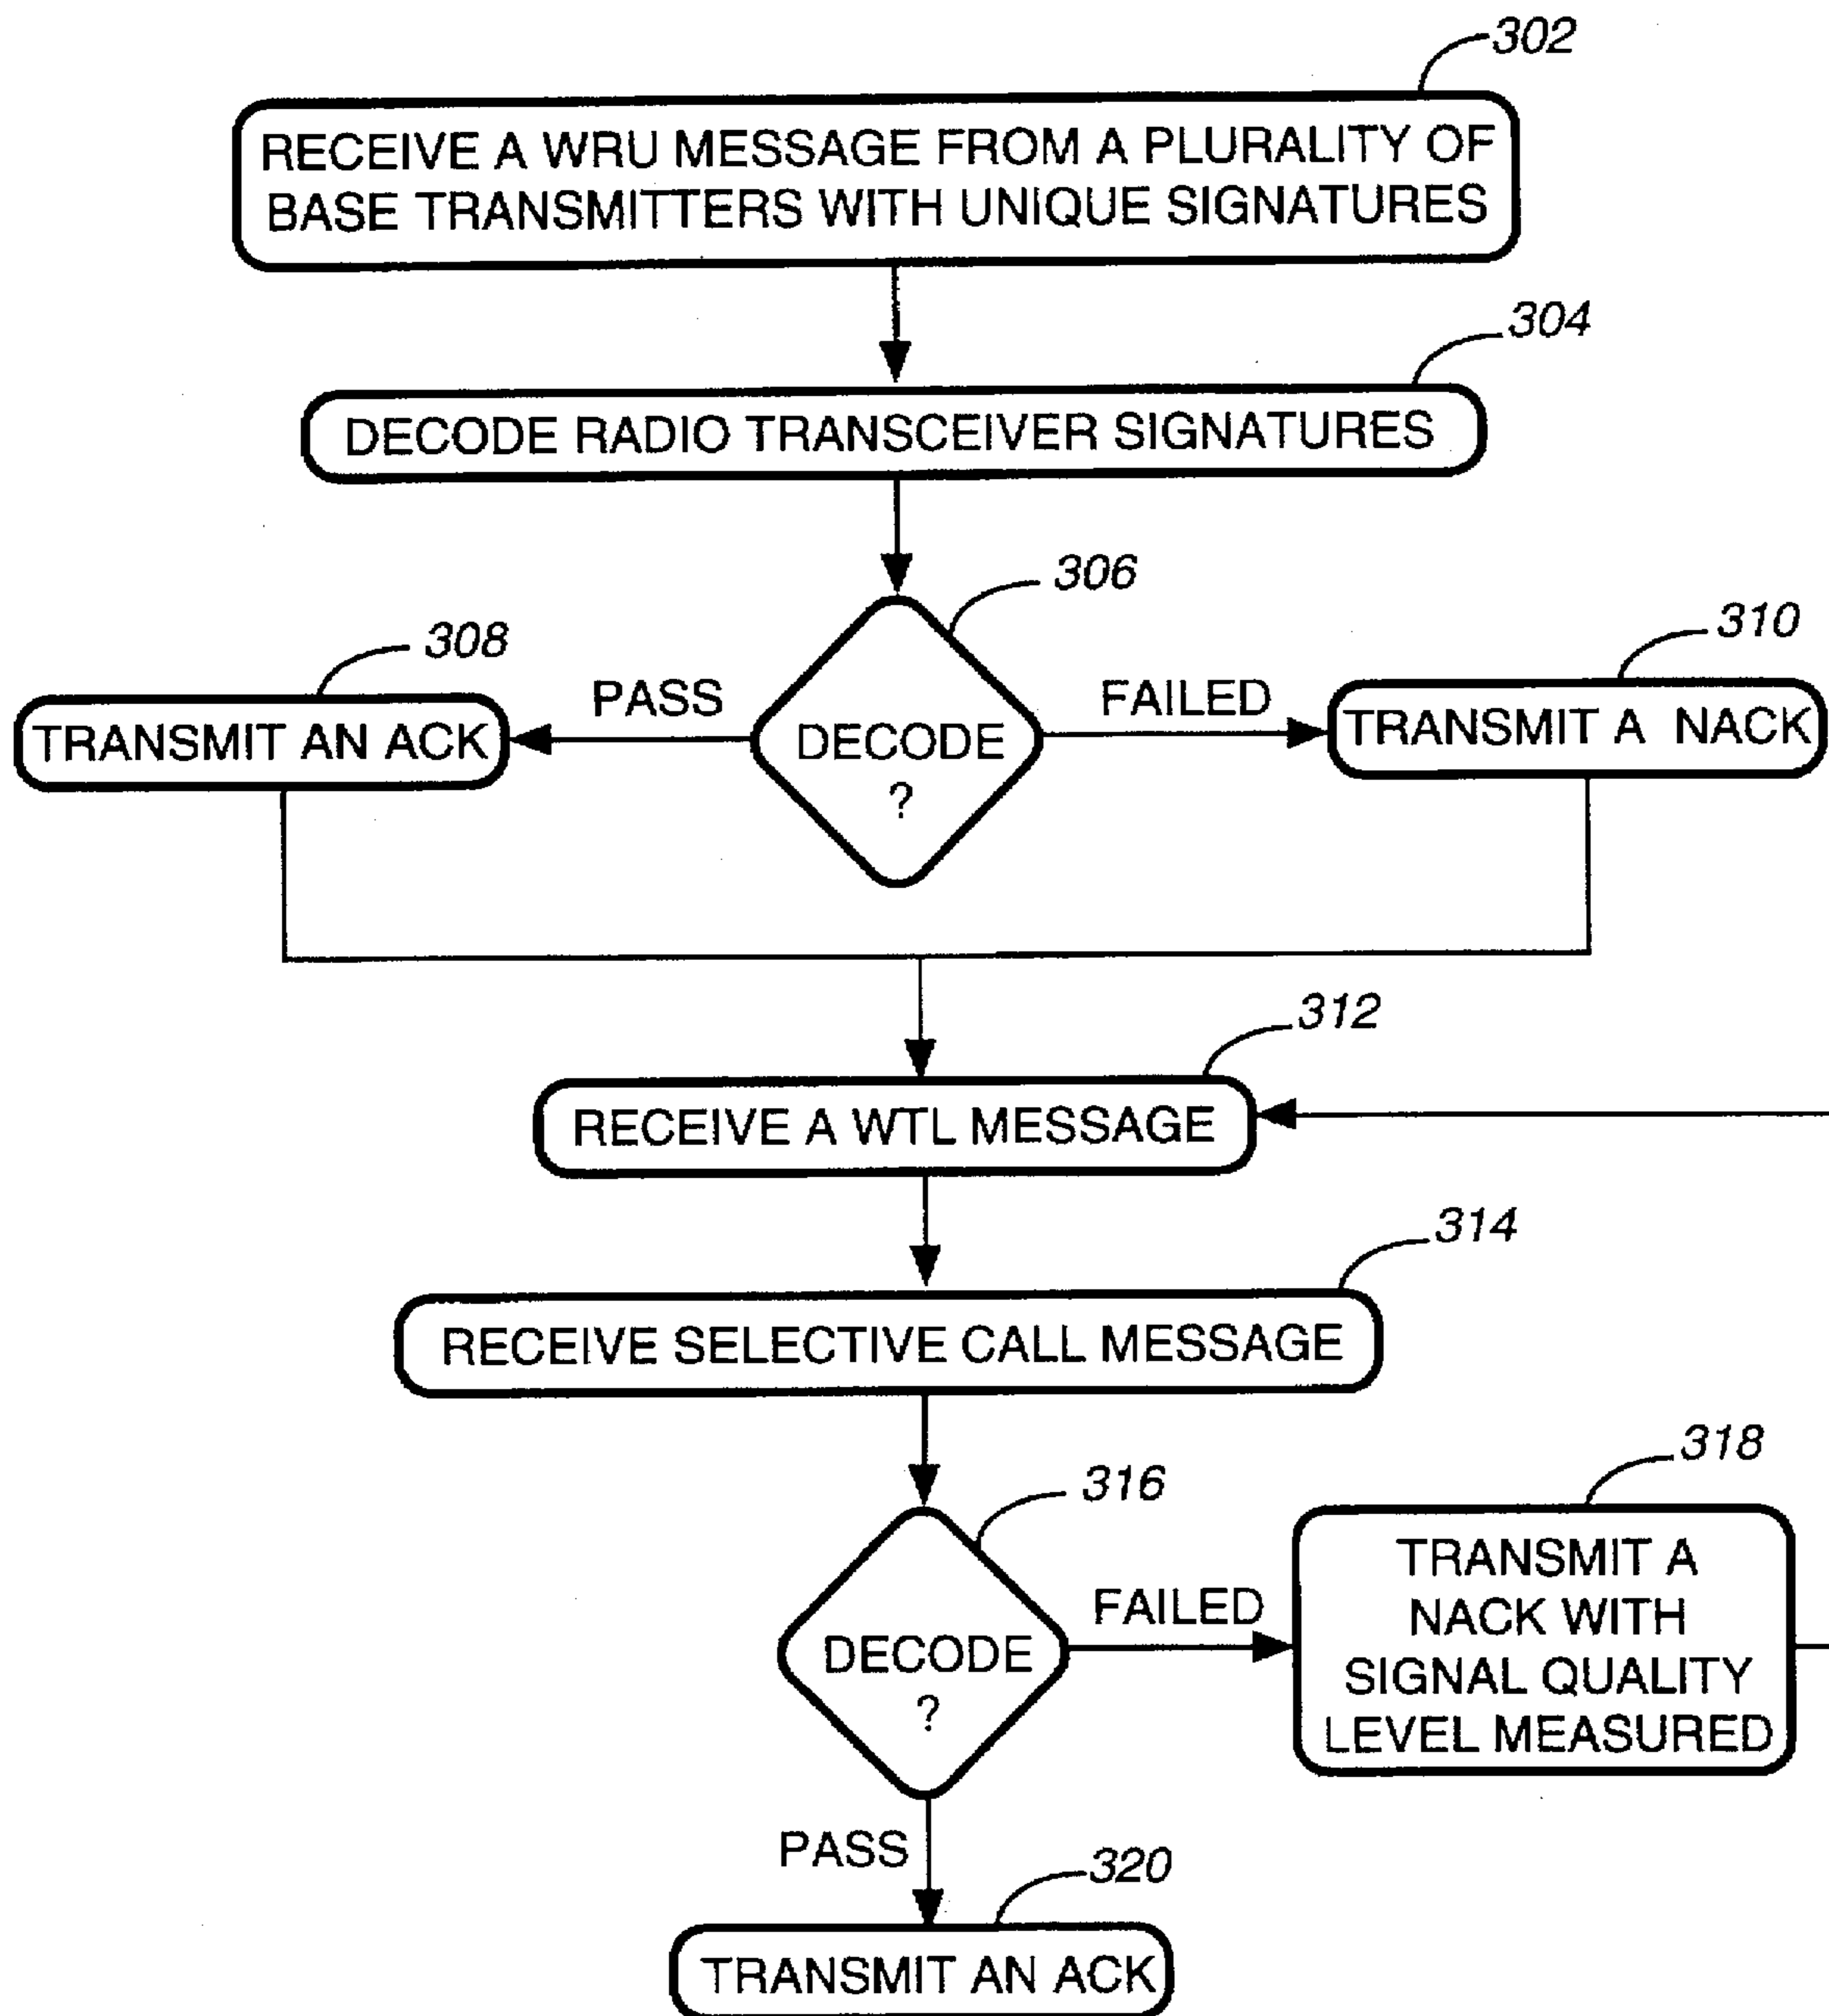 302
RECEIVE A WRU MESSAGE FROM A PLURALITY OF
BASE TRANSMITTERS WITH UNIQUE SIGNATURES
304
DECODE RADIO TRANSCEIVER SIGNATURES
306
308
310
PASS
FAILED
TRANSMIT AN ACK
DECODE
?
TRANSMIT A NACK
312
RECEIVE A WTL MESSAGE
314
RECEIVE SELECTIVE CALL MESSAGE
316
318
FAILED
DECODE
?
TRANSMIT A
NACK WITH
SIGNAL QUALITY
LEVEL MEASURED
PASS
320
TRANSMIT AN ACK